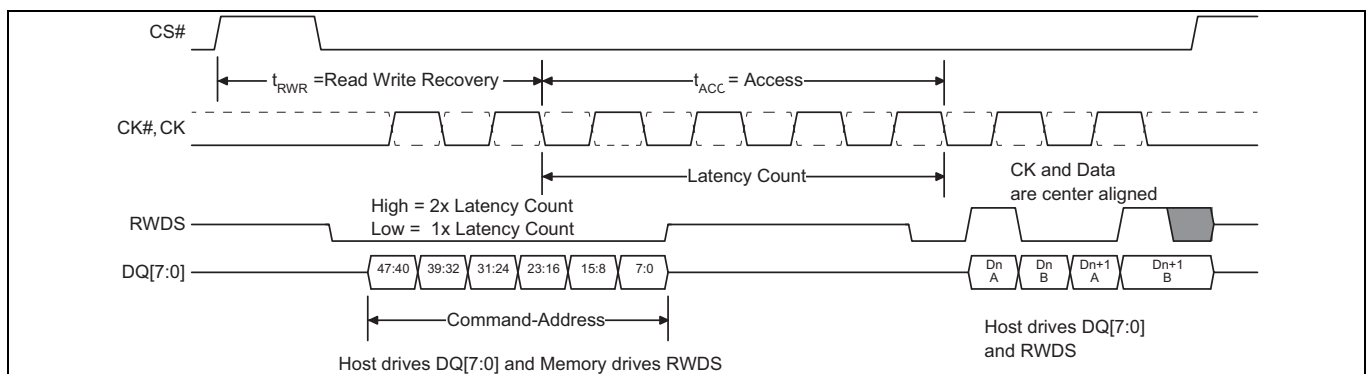 CS#
tRWR =Read Write Recovery
tACC = Access
CK#, CK
Latency Count
CK and Data
are center aligned
High = 2x Latency Count
Low = 1x Latency Count
RWDS
DQ[7:0]
47:40 39:32 31:24 23:16 15:8 7:0
Dn A Dn B Dn+1 A Dn+1 B
Command-Address
Host drives DQ[7:0]
and RWDS
Host drives DQ[7:0] and Memory drives RWDS